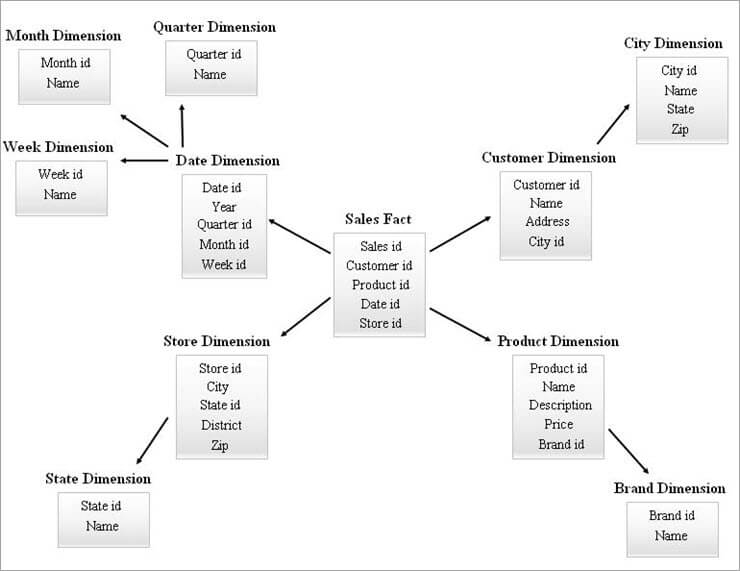 Month Dimension
Month id
Name
Quarter Dimension
Quarter id
Name
City Dimension
City id
Name
State
Zip
Week Dimension
Week id
Name
Date Dimension
Date id
Year
Quarter id
Month id
Week id
Customer Dimension
Customer id
Name
Address
City id
Sales Fact
Sales id
Customer id
Product id
Date id
Store id
Store Dimension
Store id
City
State id
District
Zip
Product Dimension
Product id
Name
Description
Price
Brand id
State Dimension
State id
Name
Brand Dimension
Brand id
Name